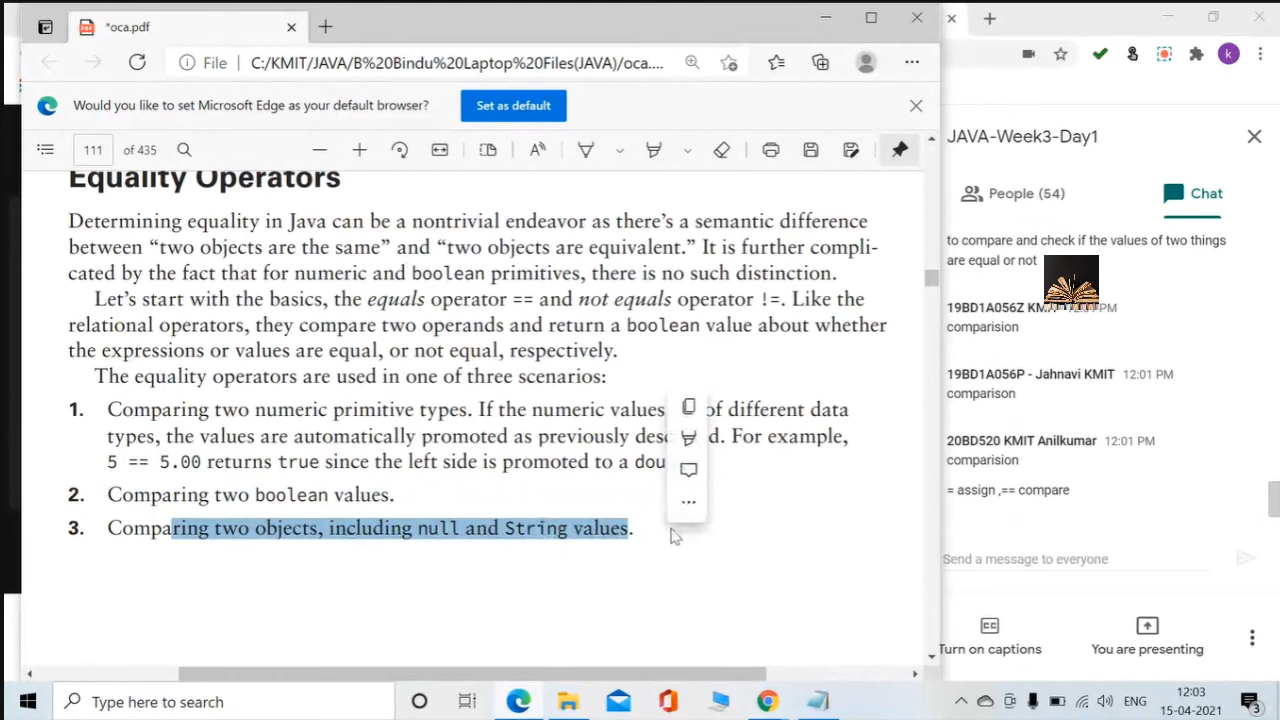 *oca.pdf
File
C:/KMIT/JAVA/B%20Bindu%20Laptop%20Files(JAVA)/oca....
k
Would you like to set Microsoft Edge as your default browser?
Set as default
111
of 435
Equality Operators
Determining equality in Java can be a nontrivial endeavor as there's a semantic difference
between “two objects are the same” and “two objects are equivalent.” It is further compli-
cated by the fact that for numeric and boolean primitives, there is no such distinction.
Let's start with the basics, the equals operator == and not equals operator !=. Like the
relational operators, they compare two operands and return a boolean value about whether
the expressions or values are equal, or not equal, respectively.
The equality operators are used in one of three scenarios:
1. Comparing two numeric primitive types. If the numeric values of different data
types, the values are automatically promoted as previously d. For example,
5 == 5.00 returns true since the left side is promoted to a
2. Comparing two boolean values.
3. Comparing two objects, including null and String values.
JAVA-Week3-Day1
People (54)
Chat
to compare and check if the values of two things
are equal or not
19BD1A056Z 12:01 PM
comparision
19BD1A056P - Jahnavi KMIT 12:01 PM
comparision
20BD520 KMIT Anilkumar 12:01 PM
comparision
= assign ,== compare
Send a message to everyone
Turn on captions
You are presenting
Type here to search
ENG
12:03
15-04-2021
3